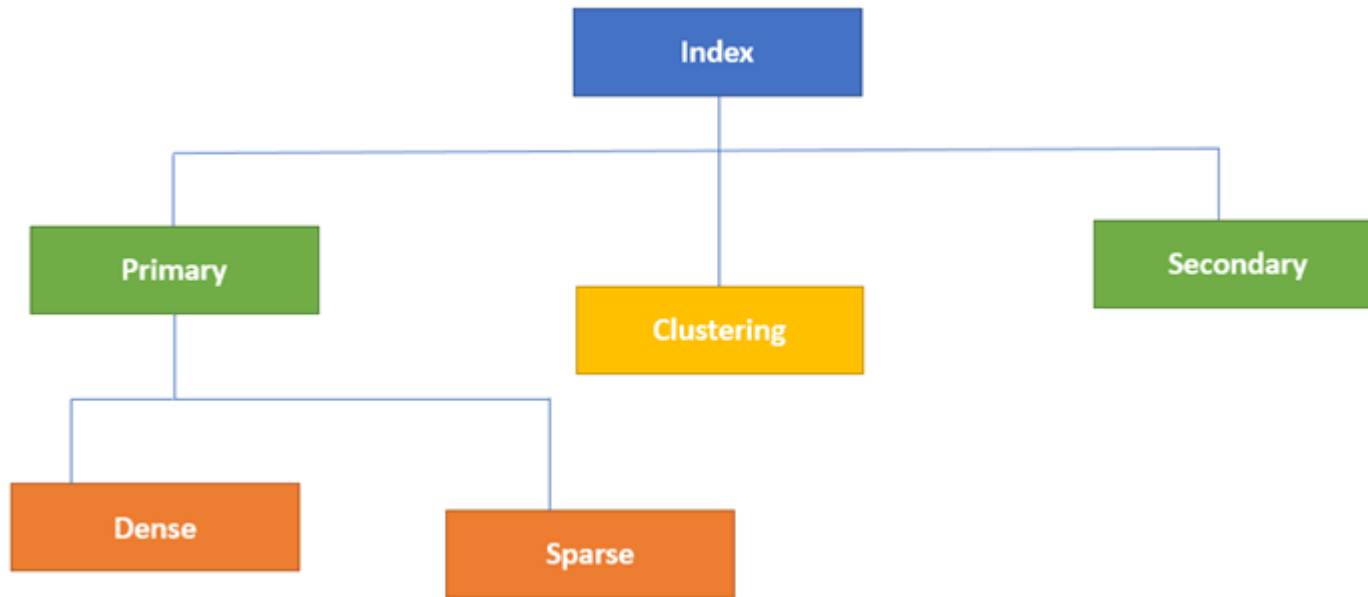 Index
Primary
Clustering
Secondary
Dense
Sparse